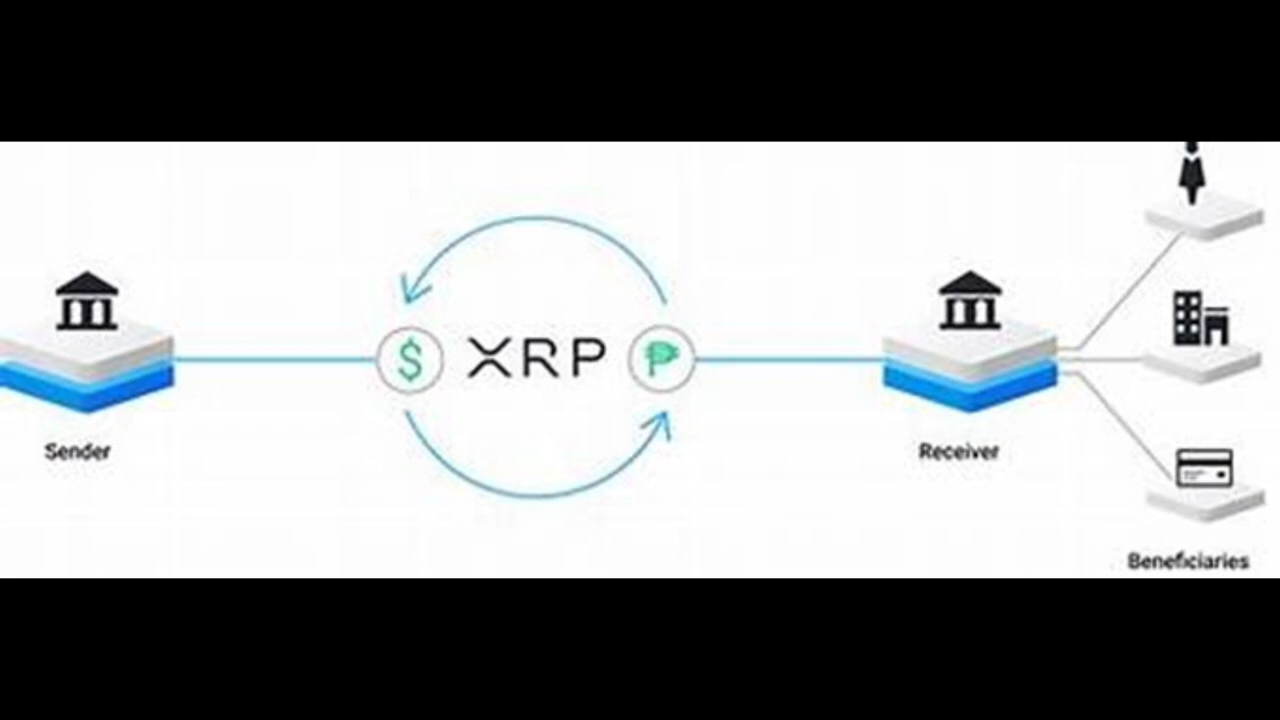 $ XRP ₱
Sender
Receiver
Beneficiaries